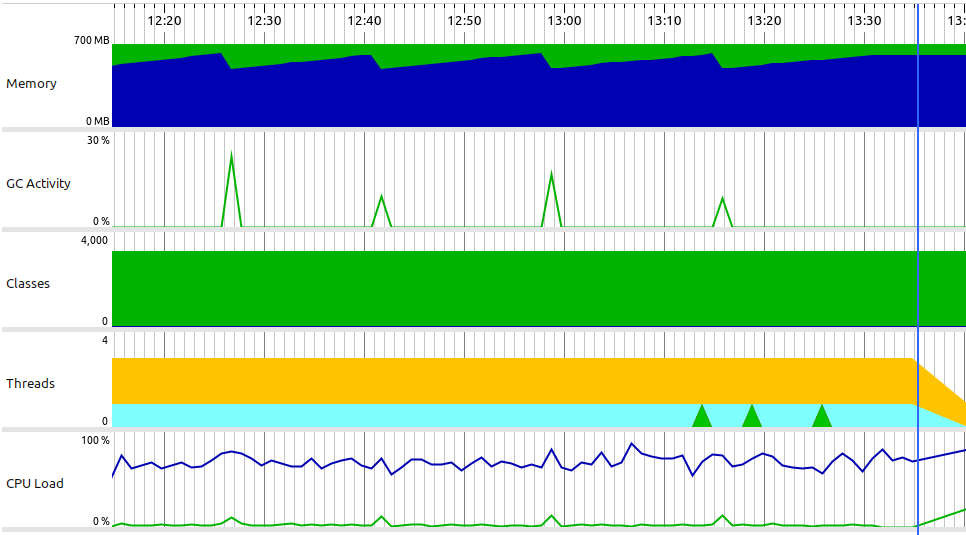 12:20 12:30 12:40 12:50 13:00 13:10 13:20 13:30 13:
700 MB
Memory
0 MB
30 %
GC Activity
0 %
4,000
Classes
0
4
Threads
0
100 %
CPU Load
0 %